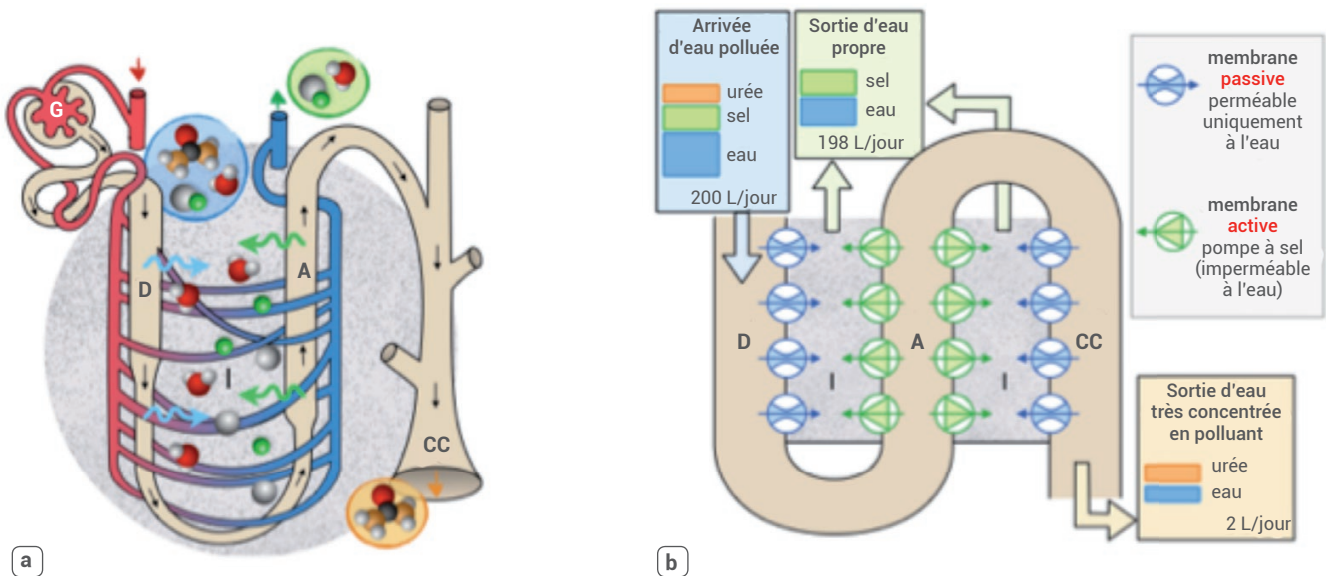 G
D
A
I
CC
a
Arrivée
d'eau polluée
urée
sel
eau
200 L/jour
Sortie d'eau
propre
sel
eau
198 L/jour
membrane
passive
perméable
uniquement
à l'eau
membrane
active
pompe à sel
(imperméable
à l'eau)
D
I
A
I
CC
Sortie d'eau
très concentrée
en polluant
urée
eau
2 L/jour
b